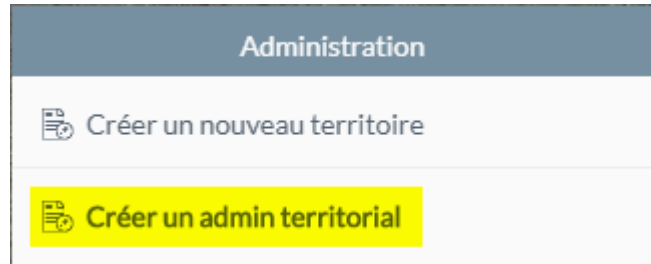 Administration
Créer un nouveau territoire
Créer un admin territorial